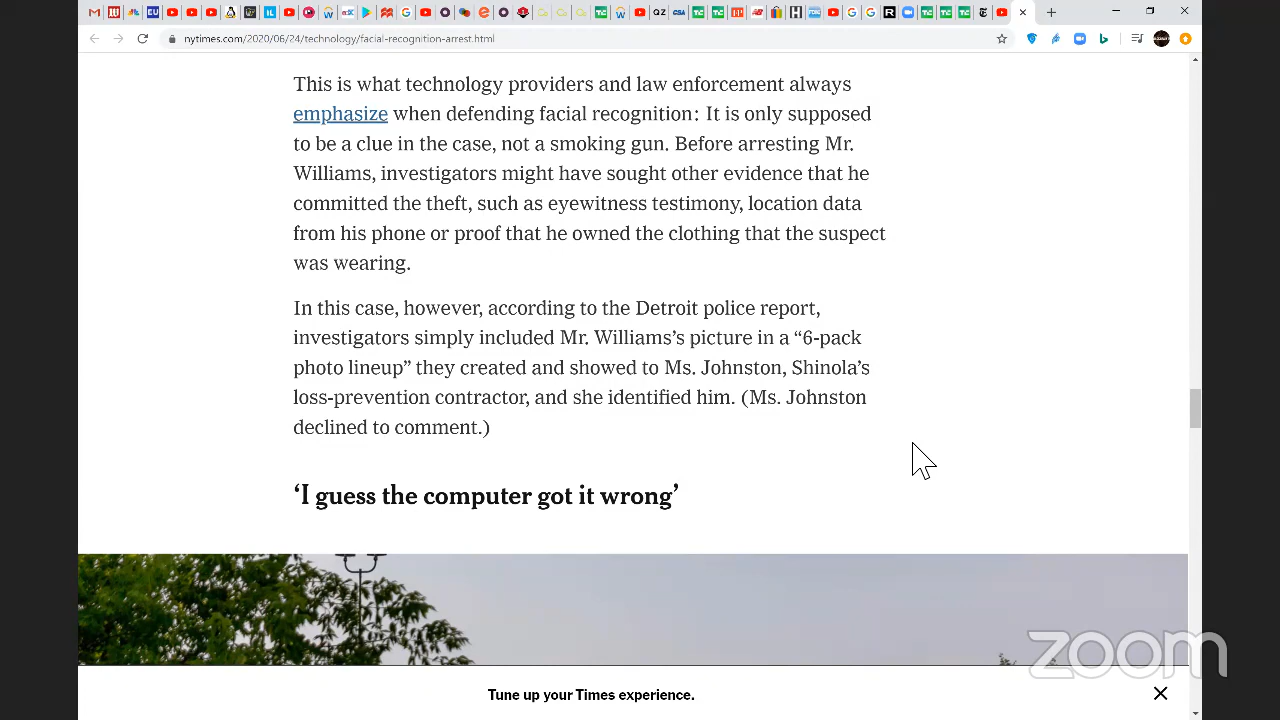 nytimes.com/2020/06/24/technology/facial-recognition-arrest.html
This is what technology providers and law enforcement always
emphasize when defending facial recognition: It is only supposed
to be a clue in the case, not a smoking gun. Before arresting Mr.
Williams, investigators might have sought other evidence that he
committed the theft, such as eyewitness testimony, location data
from his phone or proof that he owned the clothing that the suspect
was wearing.
In this case, however, according to the Detroit police report,
investigators simply included Mr. Williams’s picture in a “6-pack
photo lineup” they created and showed to Ms. Johnston, Shinola’s
loss-prevention contractor, and she identified him. (Ms. Johnston
declined to comment.)
‘I guess the computer got it wrong’
zoom
Tune up your Times experience.